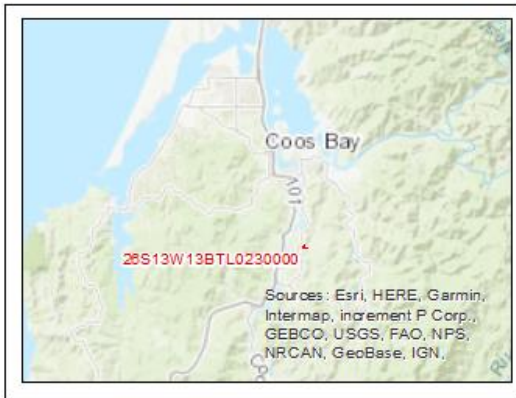 Coos Bay
101
26S13W13BTL0230000
Sources: Esri, HERE, Garmin,
Intermap, increment P Corp.,
GEBCO, USGS, FAO, NPS,
NRCAN, GeoBase, IGN,